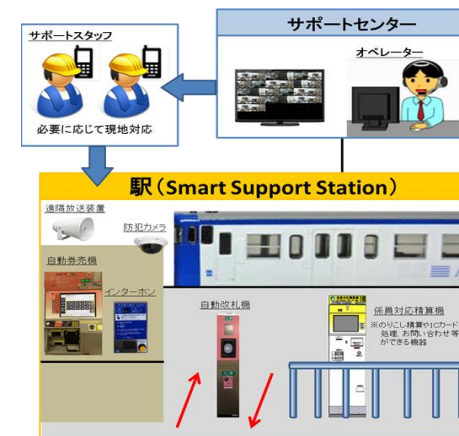 サポートセンター
サポートスタッフ
オペレーター
必要に応じて現地対応
駅（Smart Support Station）
遠隔放送装置
防犯カメラ
自動券売機
インターホン
自動改札機
係員対応精算機
※のりこし精算やICカード
処理、お問い合わせ等
ができる機器